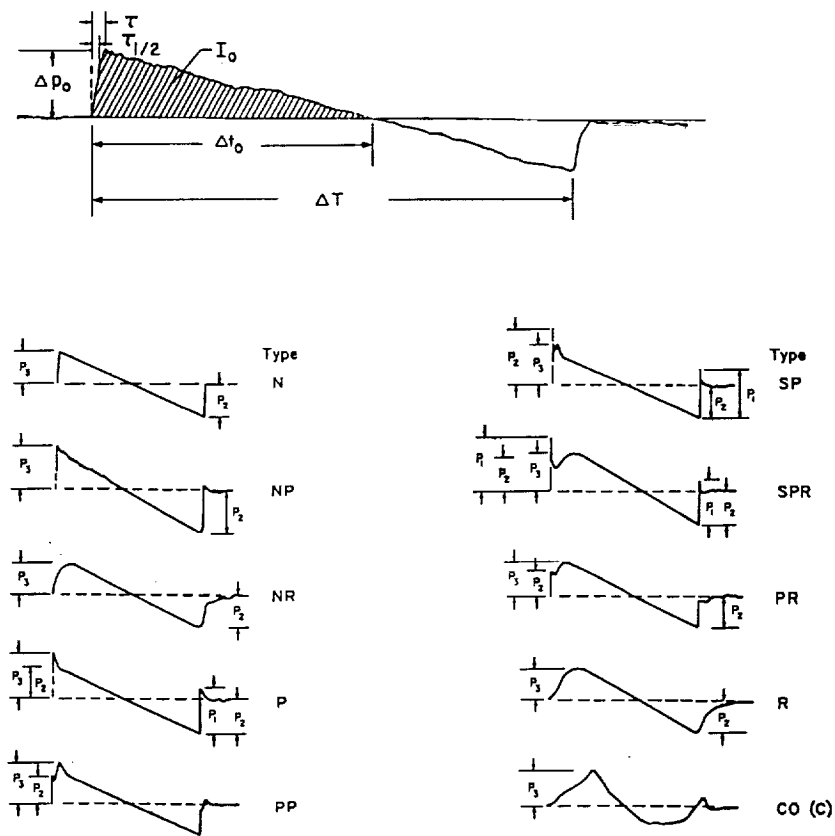 τ
τ1/2
I₀
Δp₀
Δt₀
ΔT
Type
P₃
N
P₂
P₃
NP
P₂
P₃
NR
P₂
P₃
P₂
P
P₁
P₂
P₃
P₂
PP
Type
P₂
P₃
SP
P₂
P₁
P₁
P₂
P₃
SPR
P₁
P₂
P₃
P₂
PR
P₂
P₃
R
P₂
P₃
CO (C)